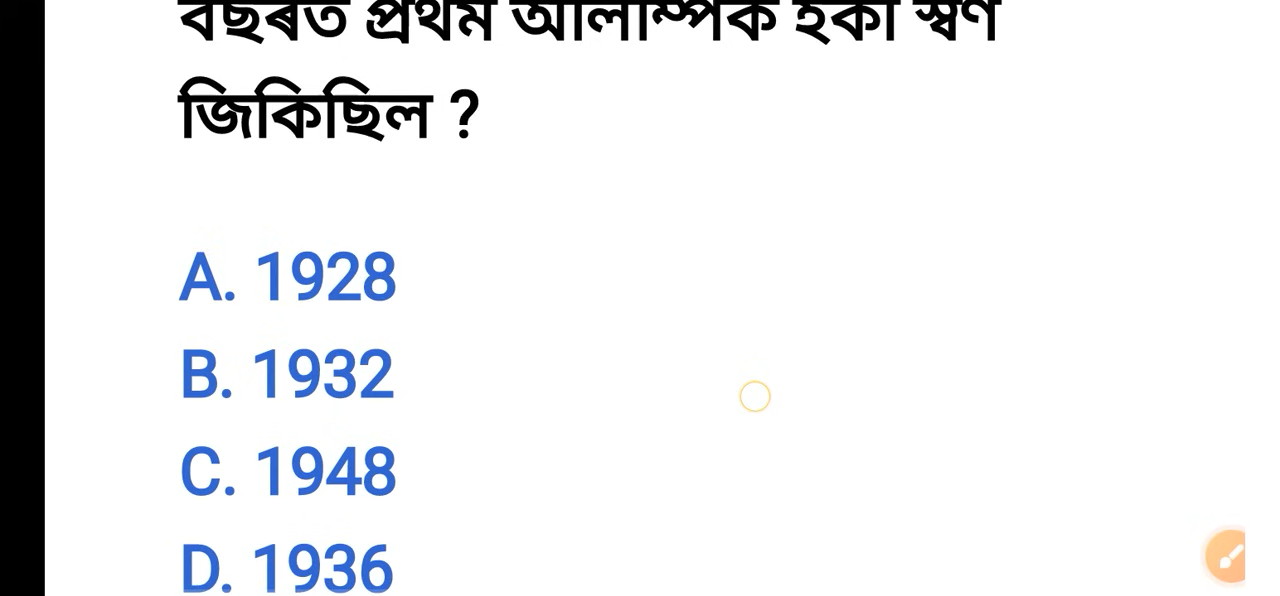 বছৰত প্ৰথম অলিম্পিক হকী স্বৰ্ণ
জিকিছিল ?
A. 1928
B. 1932
C. 1948
D. 1936